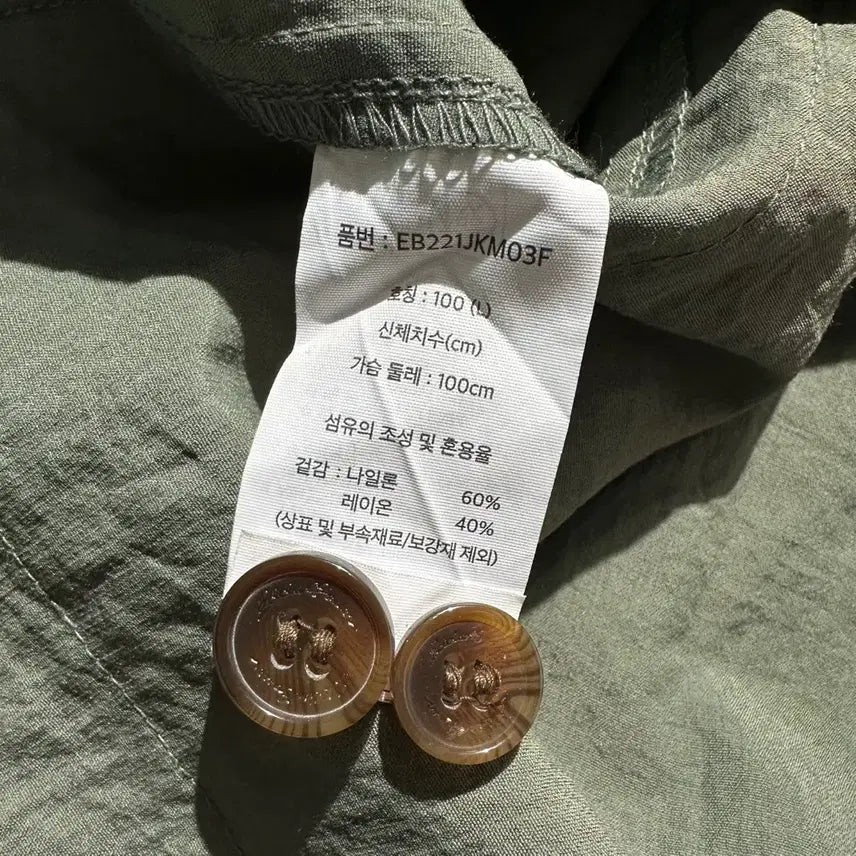 품번 : EB221JKM03F
호칭 : 100 (L)
신체치수(cm)
가슴 둘레 : 100cm
섬유의 조성 및 혼용율
겉감 : 나일론 60%
레이온 40%
(상표 및 부속재료/보강재 제외)